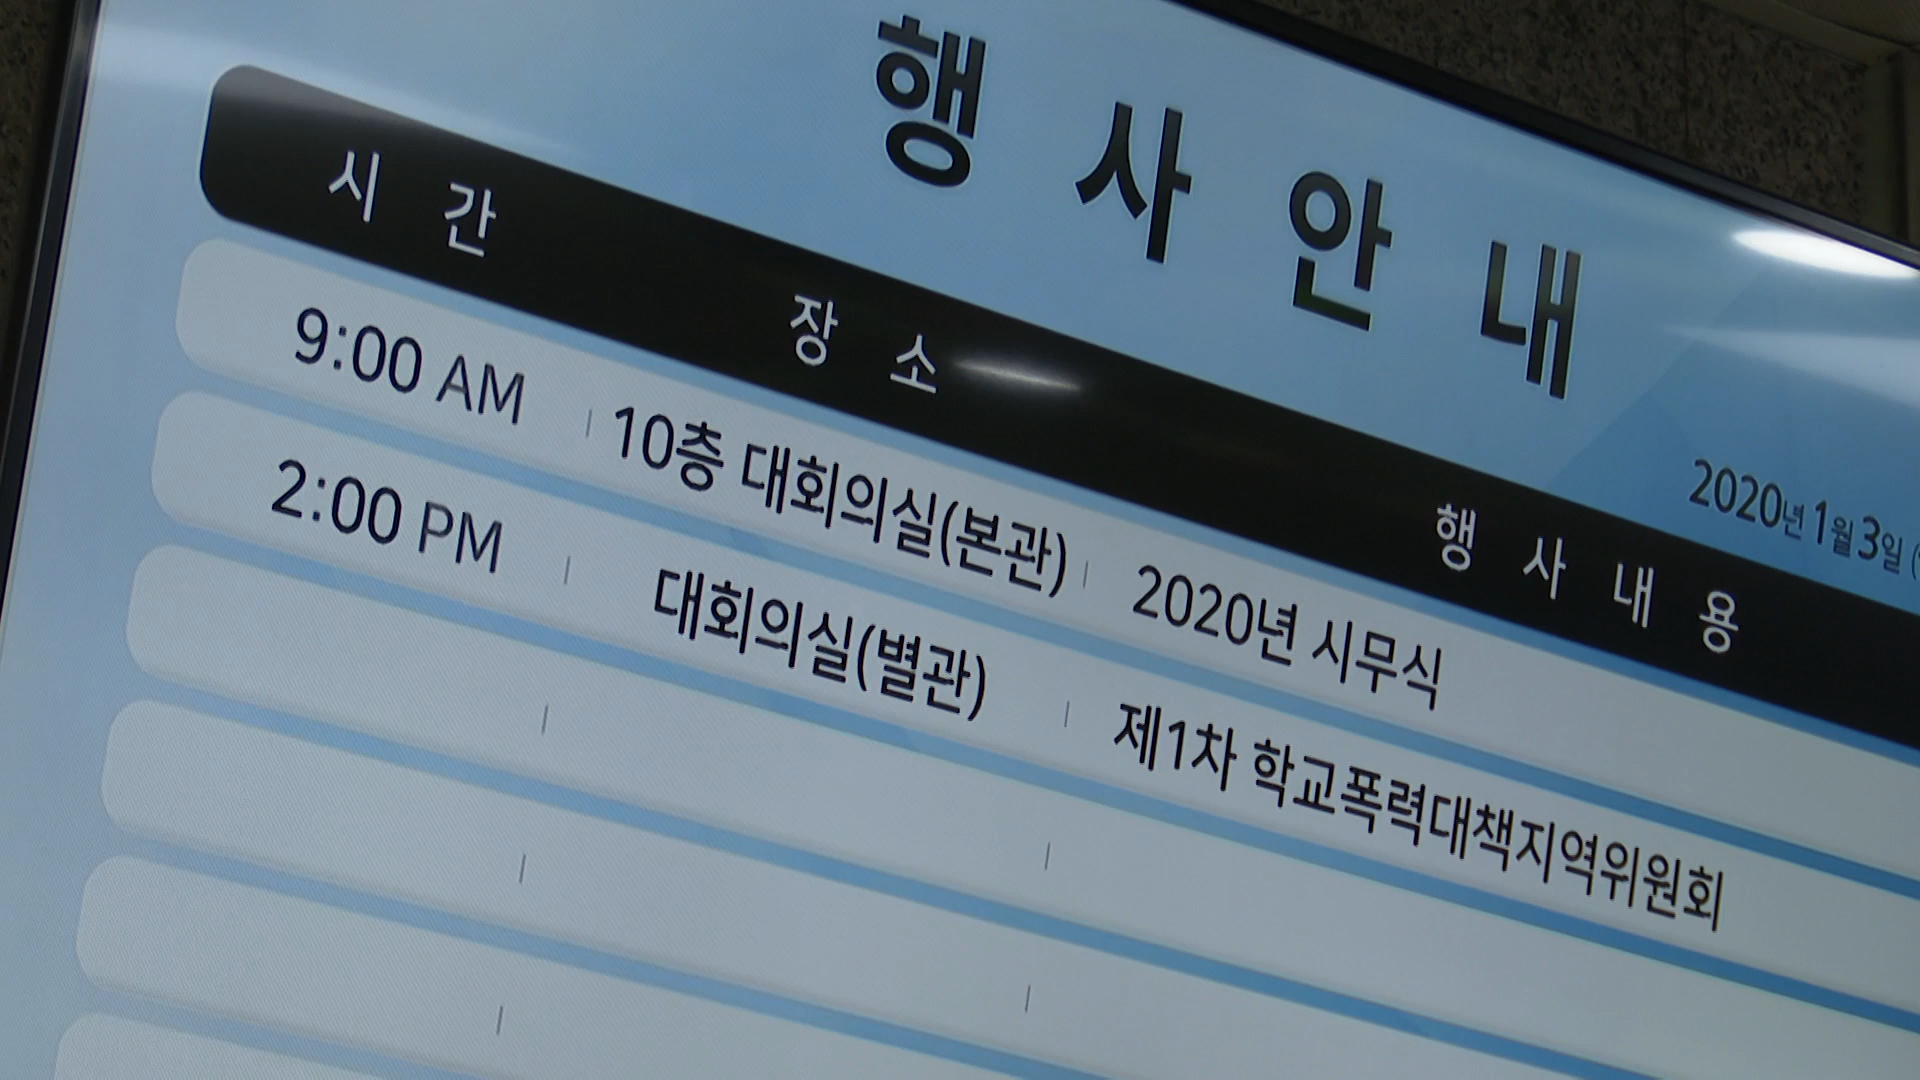 행사안내
2020년 1월 3일 (
시 간 장 소 행 사 내 용
9:00 AM 10층 대회의실(본관) 2020년 시무식
2:00 PM 대회의실(별관) 제1차 학교폭력대책지역위원회